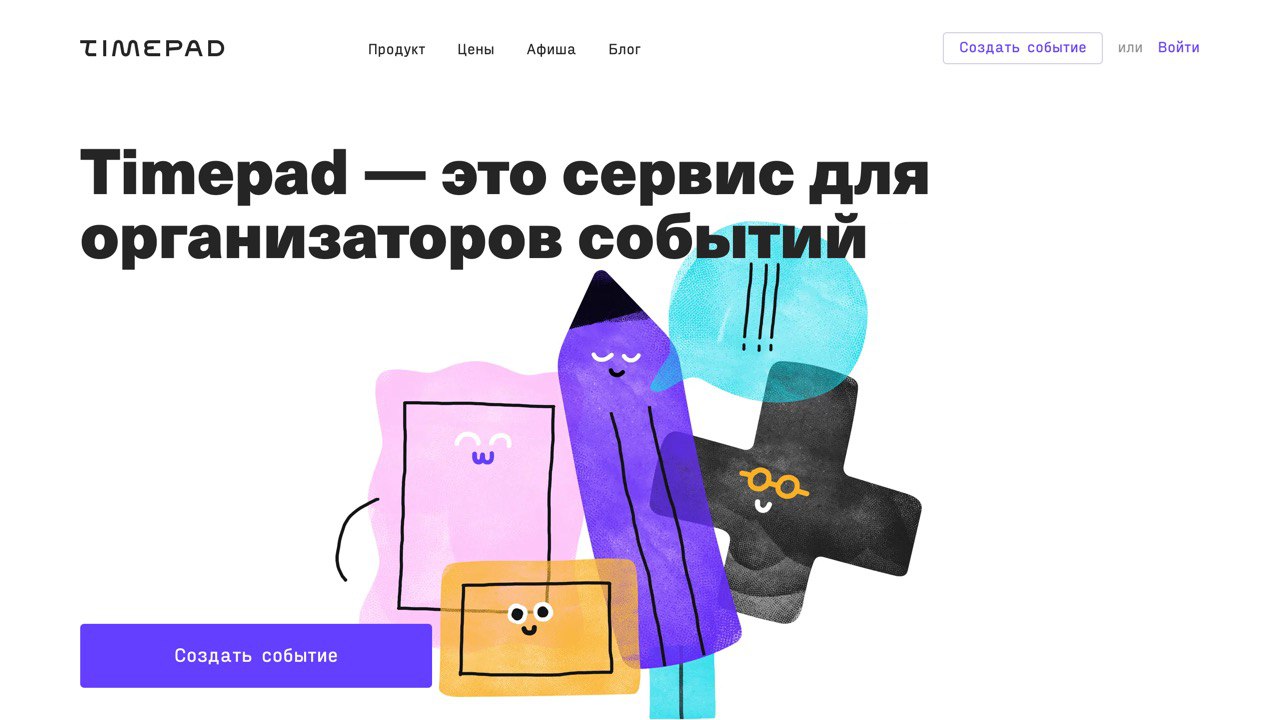 TIMEPAD
Продукт Цены Афиша Блог
Создать событие или Войти
Timepad — это сервис для
организаторов событий
Создать событие